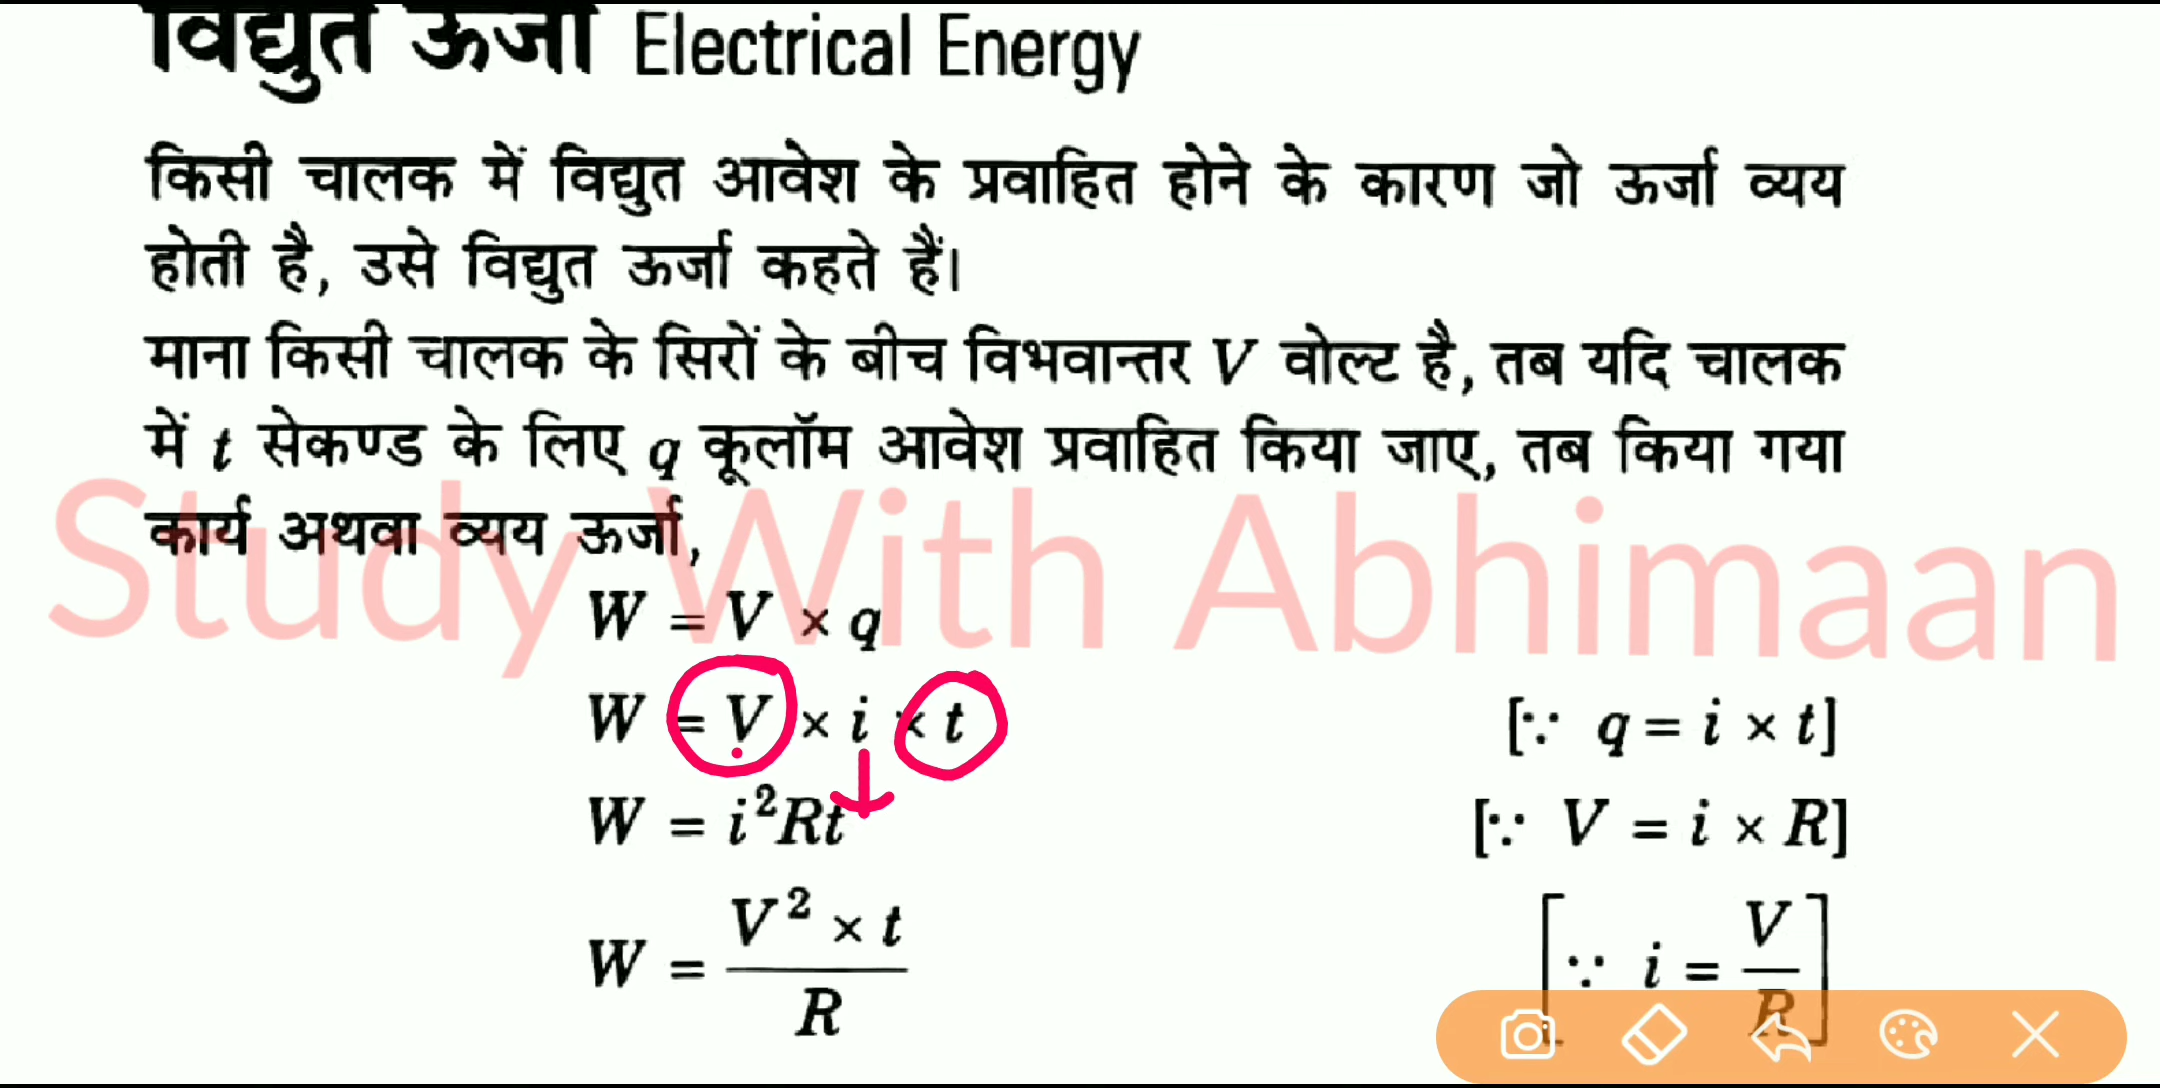 विद्युत ऊर्जा Electrical Energy
किसी चालक में विद्युत आवेश के प्रवाहित होने के कारण जो ऊर्जा व्यय
होती है, उसे विद्युत ऊर्जा कहते हैं।
माना किसी चालक के सिरों के बीच विभवान्तर V वोल्ट है, तब यदि चालक
में t सेकण्ड के लिए q कूलॉम आवेश प्रवाहित किया जाए, तब किया गया
कार्य अथवा व्यय ऊर्जा,
Study With Abhimaan
W = V × q
W = V × i × t [∵ q = i × t]
W = i²Rt [∵ V = i × R]
W = V² × t / R [∵ i = V / R]